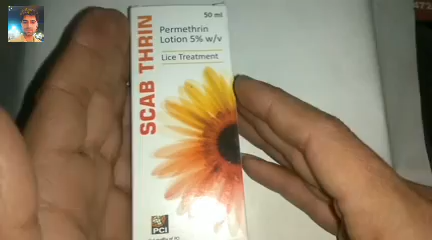 50 ml
SCAB THRIN
Permethrin
Lotion 5% w/v
Lice Treatment
PCI